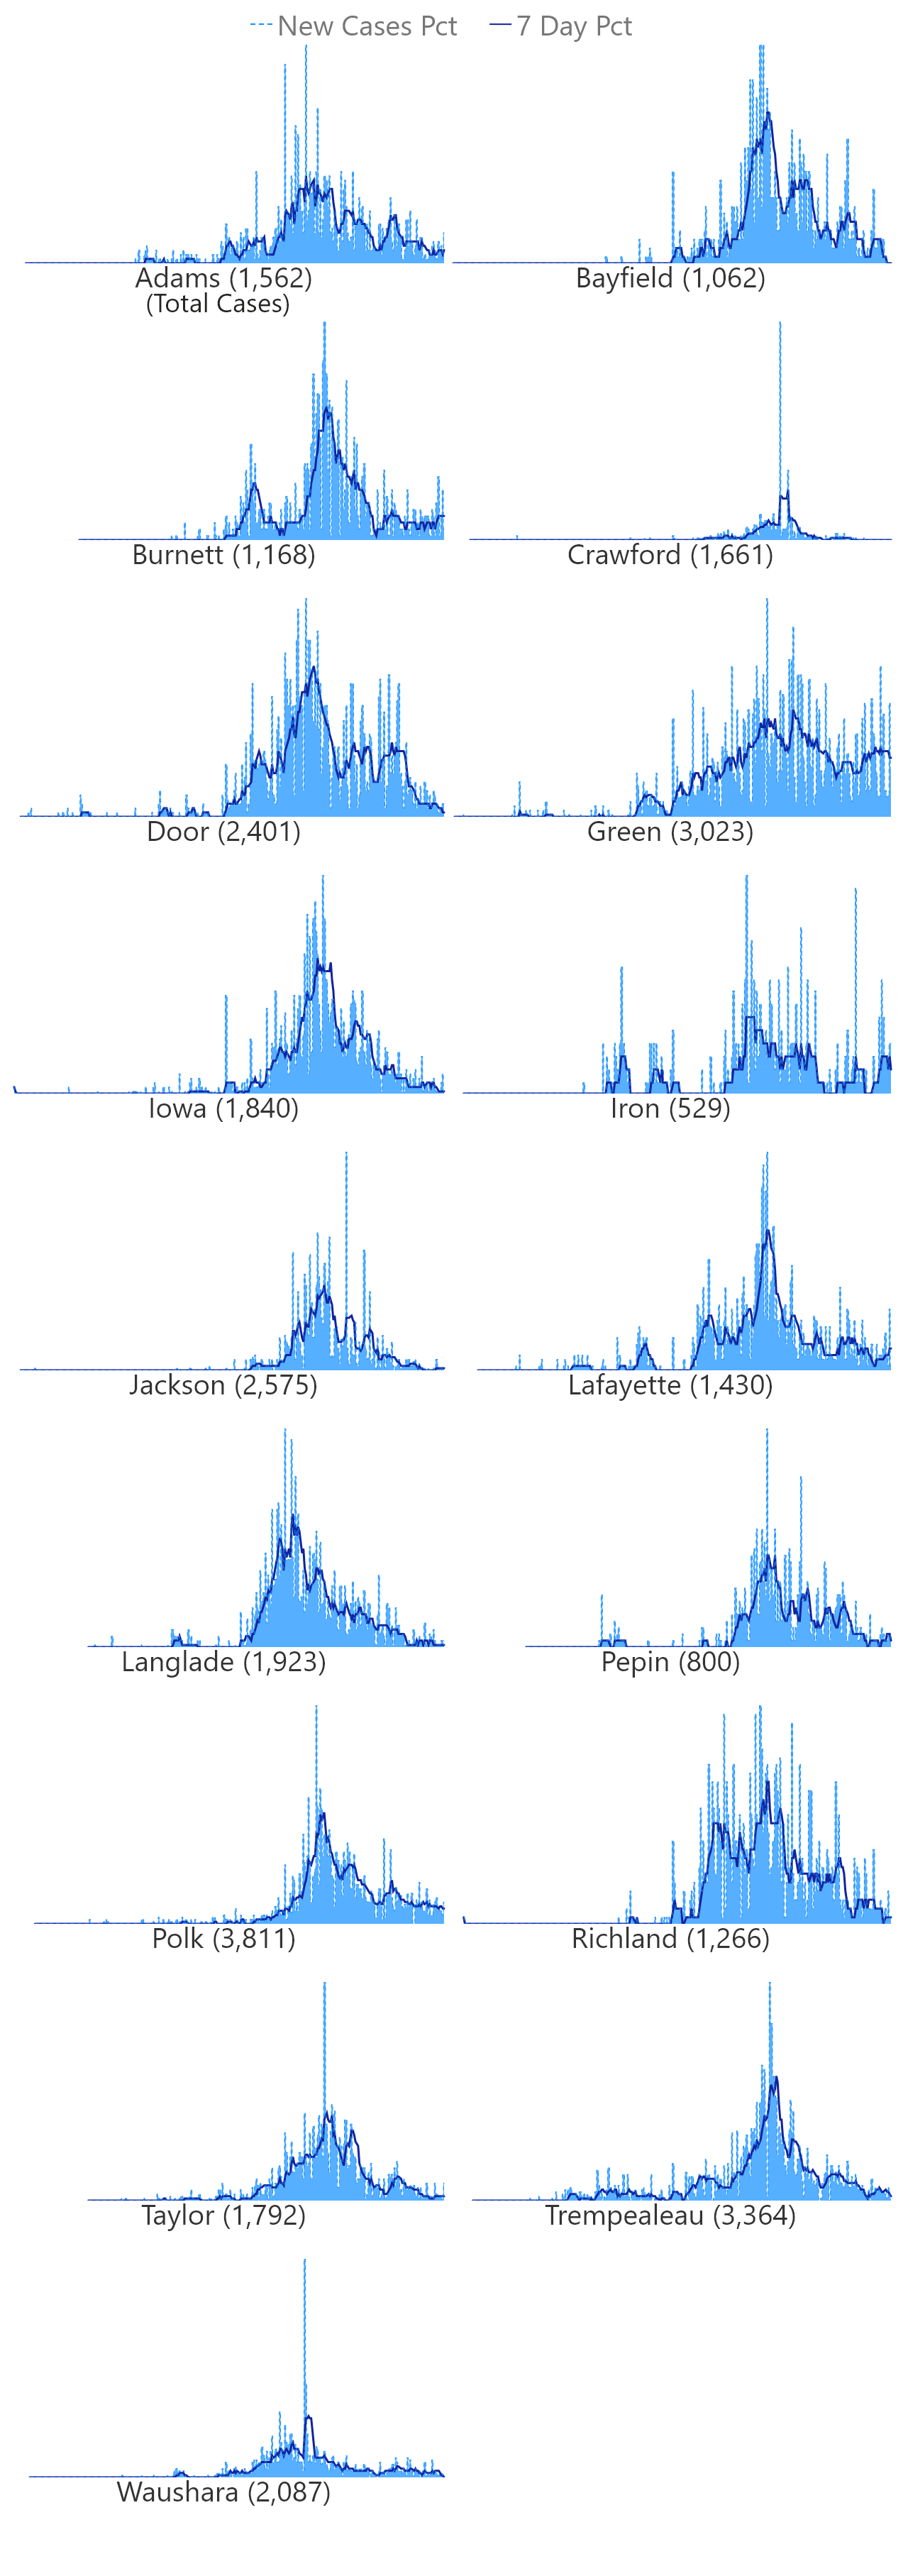 New Cases Pct 7 Day Pct
Adams (1,562) Bayfield (1,062)
(Total Cases)
Burnett (1,168) Crawford (1,661)
Door (2,401) Green (3,023)
Iowa (1,840) Iron (529)
Jackson (2,575) Lafayette (1,430)
Langlade (1,923) Pepin (800)
Polk (3,811) Richland (1,266)
Taylor (1,792) Trempealeau (3,364)
Waushara (2,087)